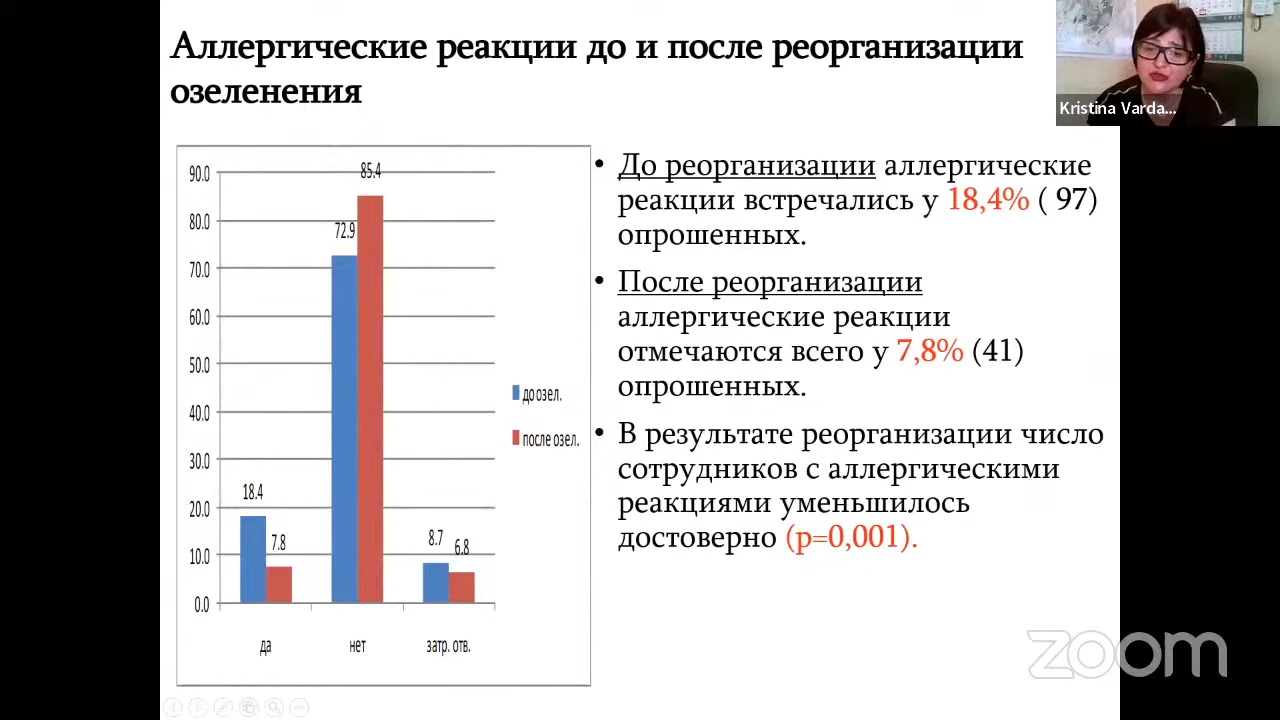 Аллергические реакции до и после реорганизации
озеленения
Kristina Varda...
90.0
80.0
70.0
60.0
50.0
40.0
30.0
20.0
10.0
0.0
18.4
7.8
72.9
85.4
8.7
6.8
да
нет
затр. отв.
до озел.
после озел.
• До реорганизации аллергические
реакции встречались у 18,4% ( 97)
опрошенных.
• После реорганизации
аллергические реакции
отмечаются всего у 7,8% (41)
опрошенных.
• В результате реорганизации число
сотрудников с аллергическими
реакциями уменьшилось
достоверно (p=0,001).
zoom